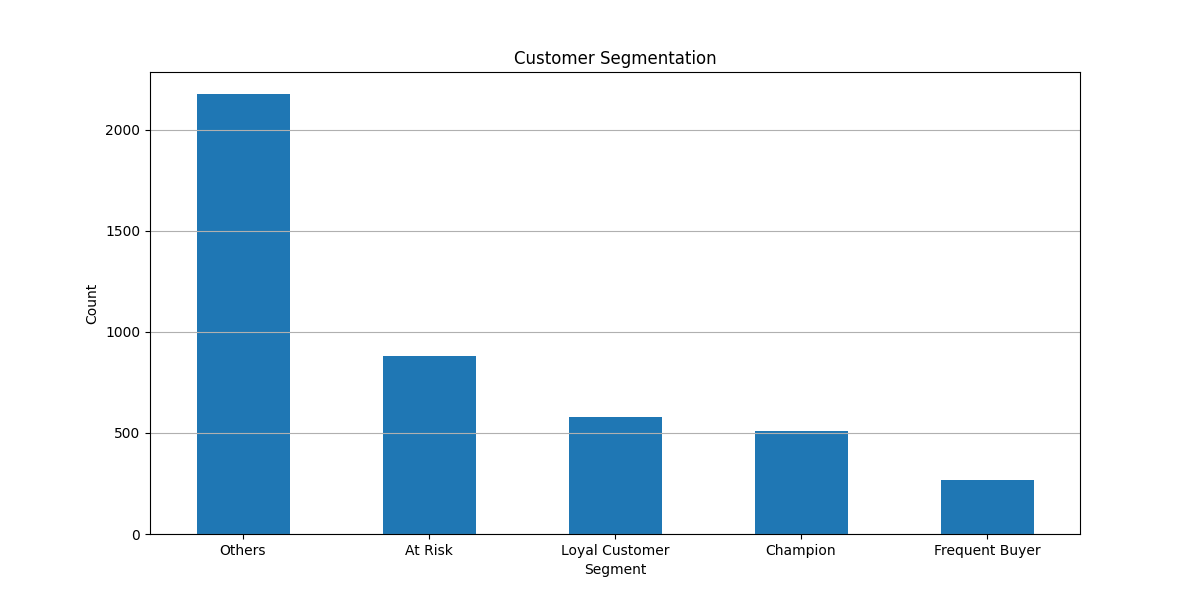 Customer Segmentation
2000
1500
1000
500
0
Count
Others At Risk Loyal Customer Champion Frequent Buyer
Segment